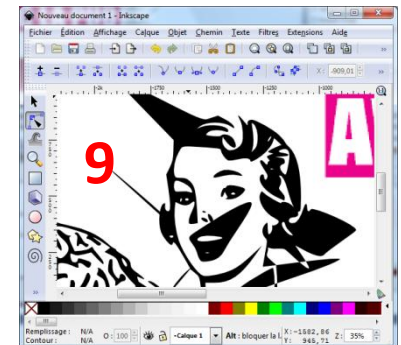 Nouveau document 1 - Inkscape
Fichier Édition Affichage Calque Objet Chemin Texte Filtres Extensions Aide
X : -909,01
A
9
Remplissage : N/A
Contour : N/A
O : 100
-Calque 1
Alt : bloquer la l.
X:-1582,86
Y: 945,71
Z: 35%